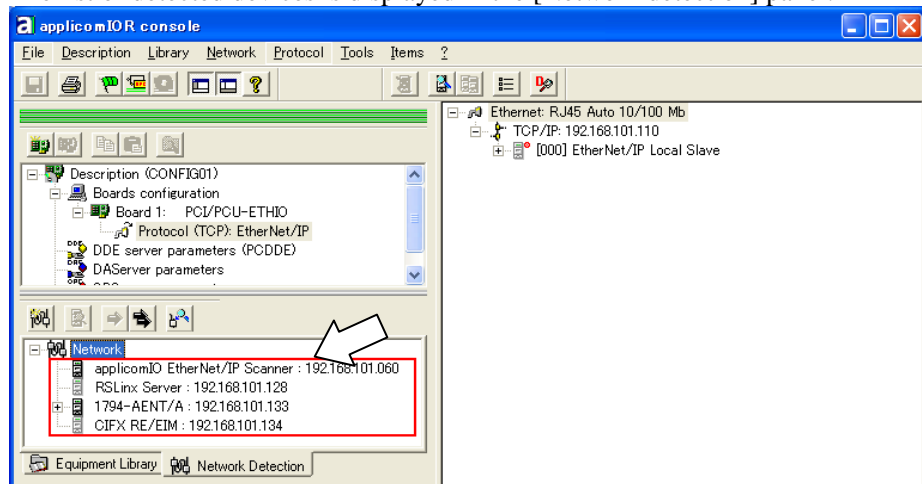 applicomIOR console
File Description Library Network Protocol Tools Items ?
Ethernet: RJ45 Auto 10/100 Mb
TCP/IP: 192.168.101.110
[000] EtherNet/IP Local Slave
Description (CONFIG01)
Boards configuration
Board 1: PCI/PCU-ETHIO
Protocol (TCP): EtherNet/IP
DDE server parameters (PCDDE)
DAServer parameters
Network
applicomIO EtherNet/IP Scanner : 192.168.101.060
RSLinx Server : 192.168.101.128
1794-AENT/A : 192.168.101.133
CIFX RE/EIM : 192.168.101.134
Equipment Library Network Detection